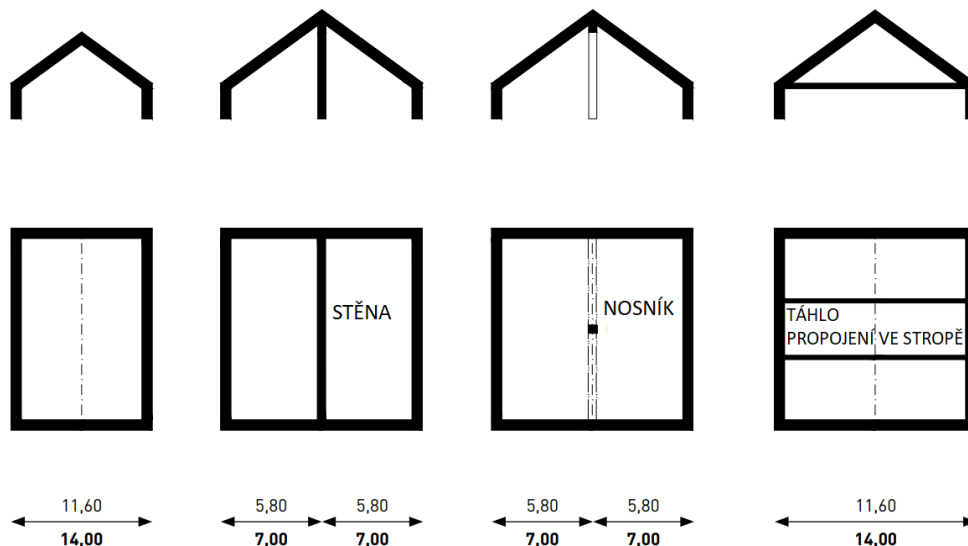 STĚNA
NOSNÍK
TÁHLO
PROPOJENÍ VE STROPĚ
11,60
14,00
5,80 5,80
7,00 7,00
5,80 5,80
7,00 7,00
11,60
14,00